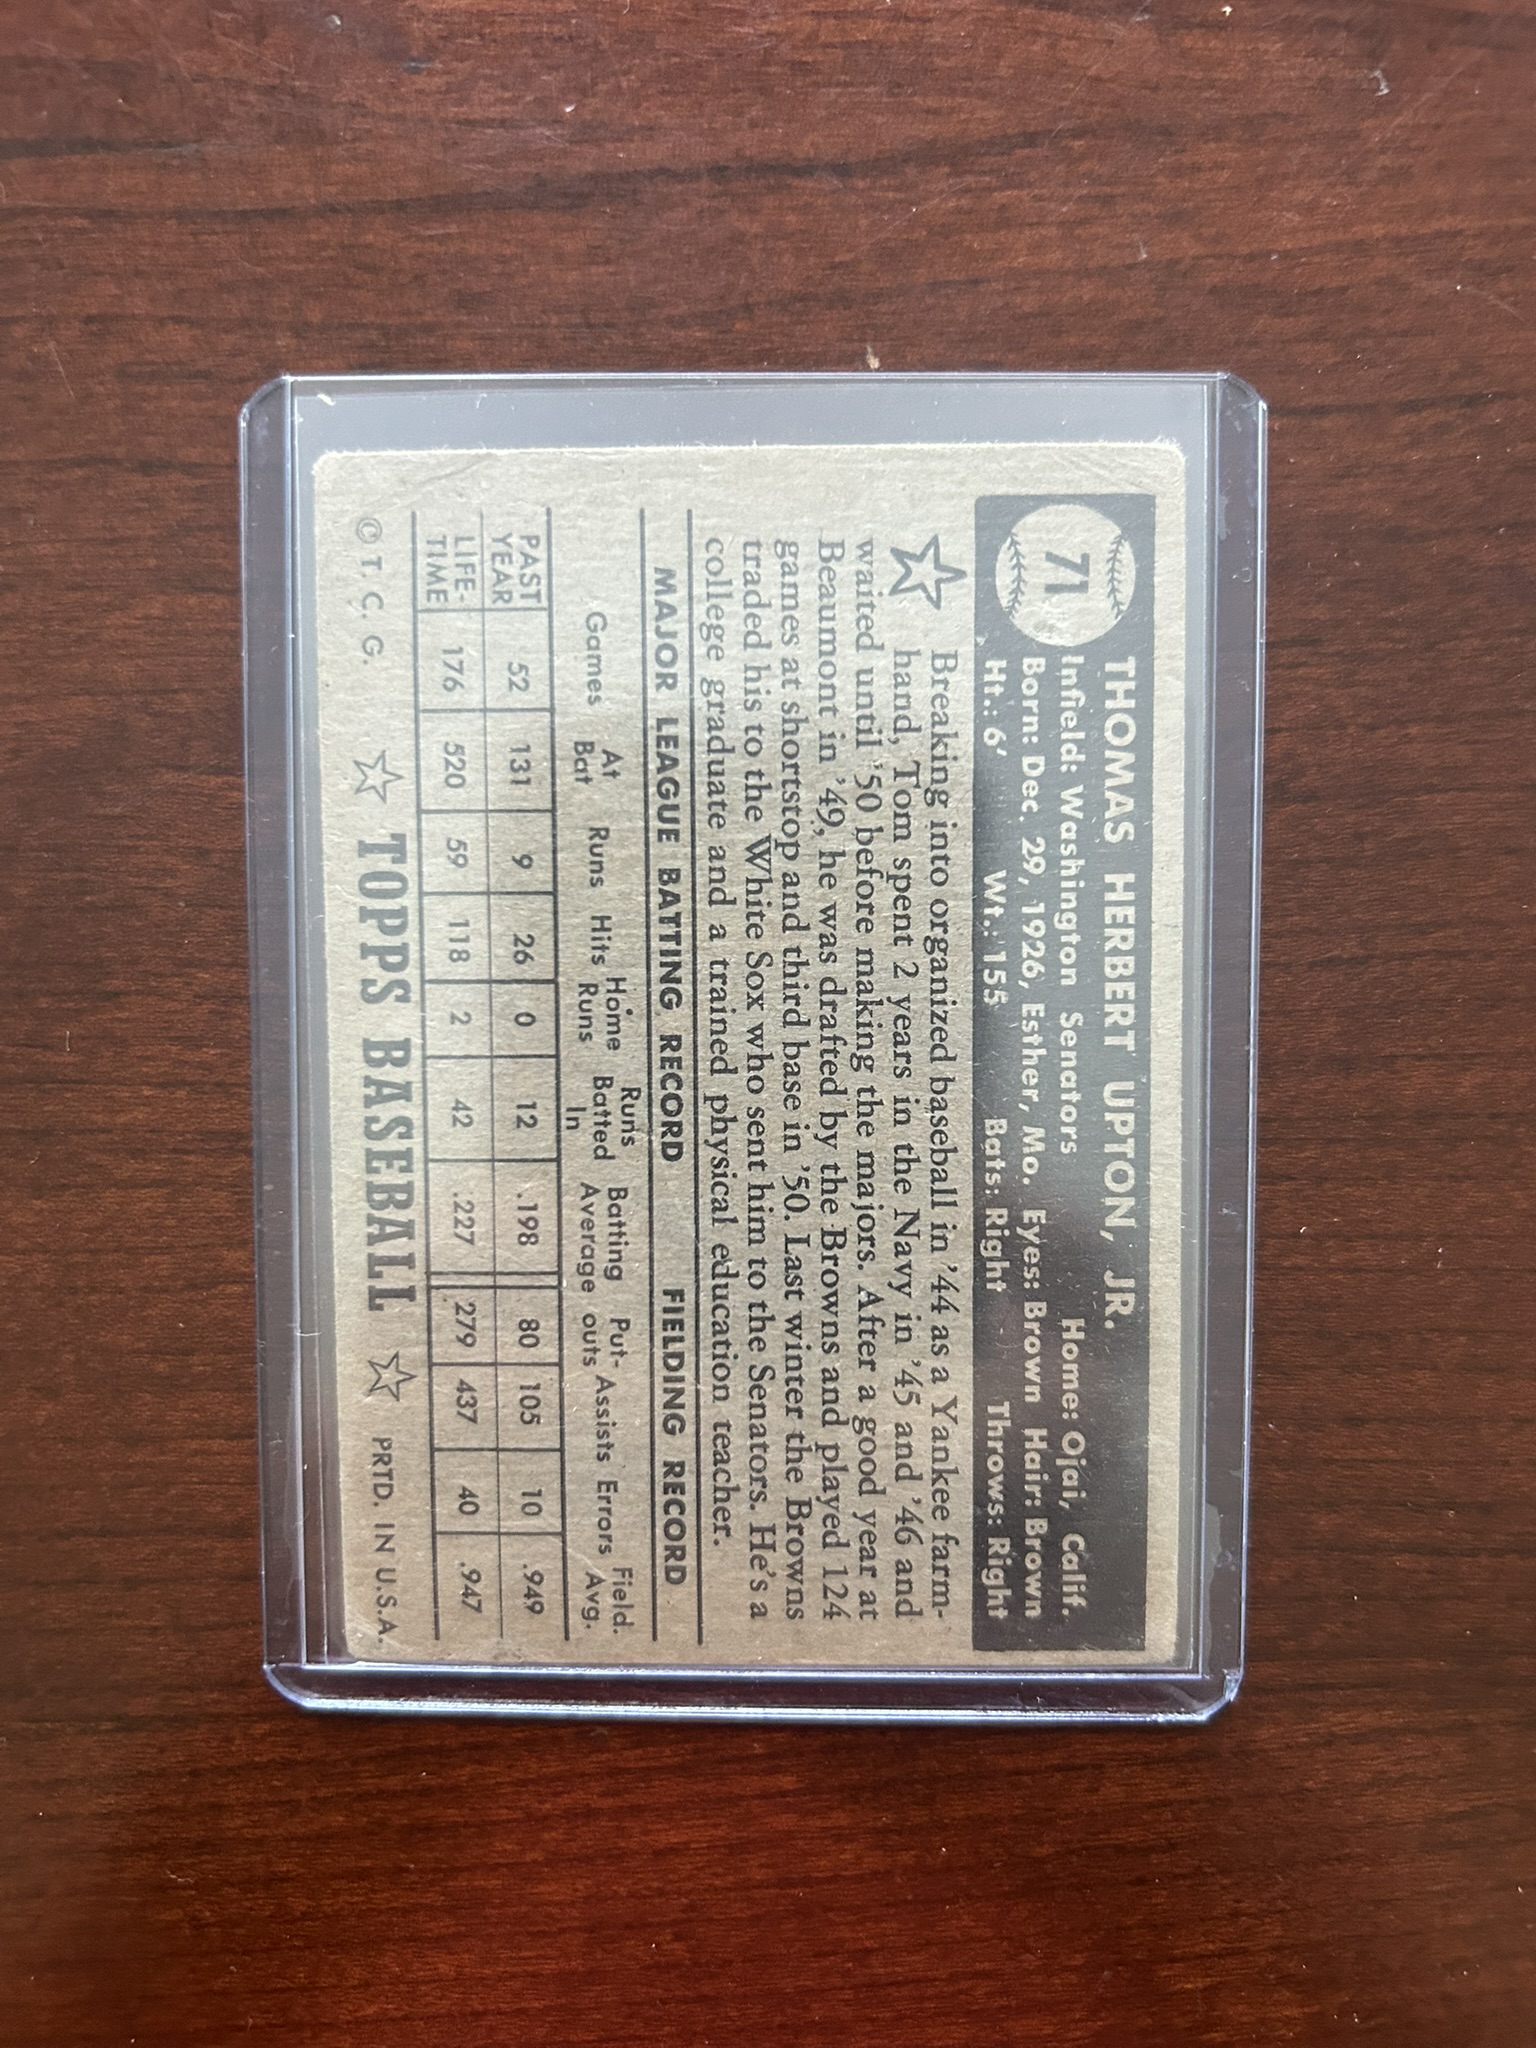 71
THOMAS HERBERT UPTON, JR.
Infield: Washington Senators Home: Ojai, Calif.
Born: Dec. 29, 1926, Esther, Mo. Eyes: Brown Hair: Brown
Ht.: 6' Wt.: 155 Bats: Right Throws: Right
Breaking into organized baseball in '44 as a Yankee farm-
hand, Tom spent 2 years in the Navy in '45 and '46 and
waited until '50 before making the majors. After a good year at
Beaumont in '49, he was drafted by the Browns and played 124
games at shortstop and third base in '50. Last winter the Browns
traded his to the White Sox who sent him to the Senators. He's a
college graduate and a trained physical education teacher.
MAJOR LEAGUE BATTING RECORD FIELDING RECORD
Games At Bat Runs Hits Home Runs Runs Batted In Batting Average Put-outs Assists Errors Field. Avg.
PAST YEAR 52 131 9 26 0 12 .198 80 105 10 .949
LIFE-TIME 176 520 59 118 2 42 .227 279 437 40 .947
© T. C. G. TOPPS BASEBALL PRTD. IN U.S.A.